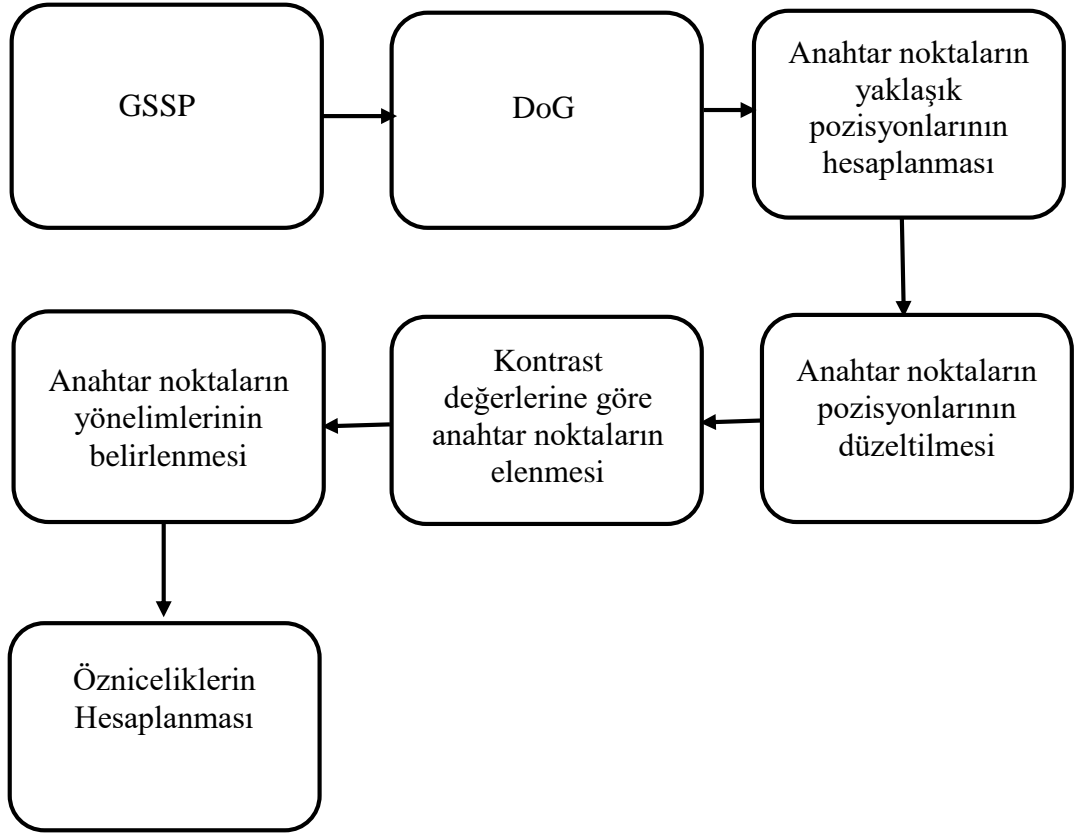 GSSP
DoG
Anahtar noktaların
yaklaşık
pozisyonlarının
hesaplanması
Anahtar noktaların
pozisyonlarının
düzeltilmesi
Kontrast
değerlerine göre
anahtar noktaların
elenmesi
Anahtar noktaların
yönelimlerinin
belirlenmesi
Özniceliklerin
Hesaplanması